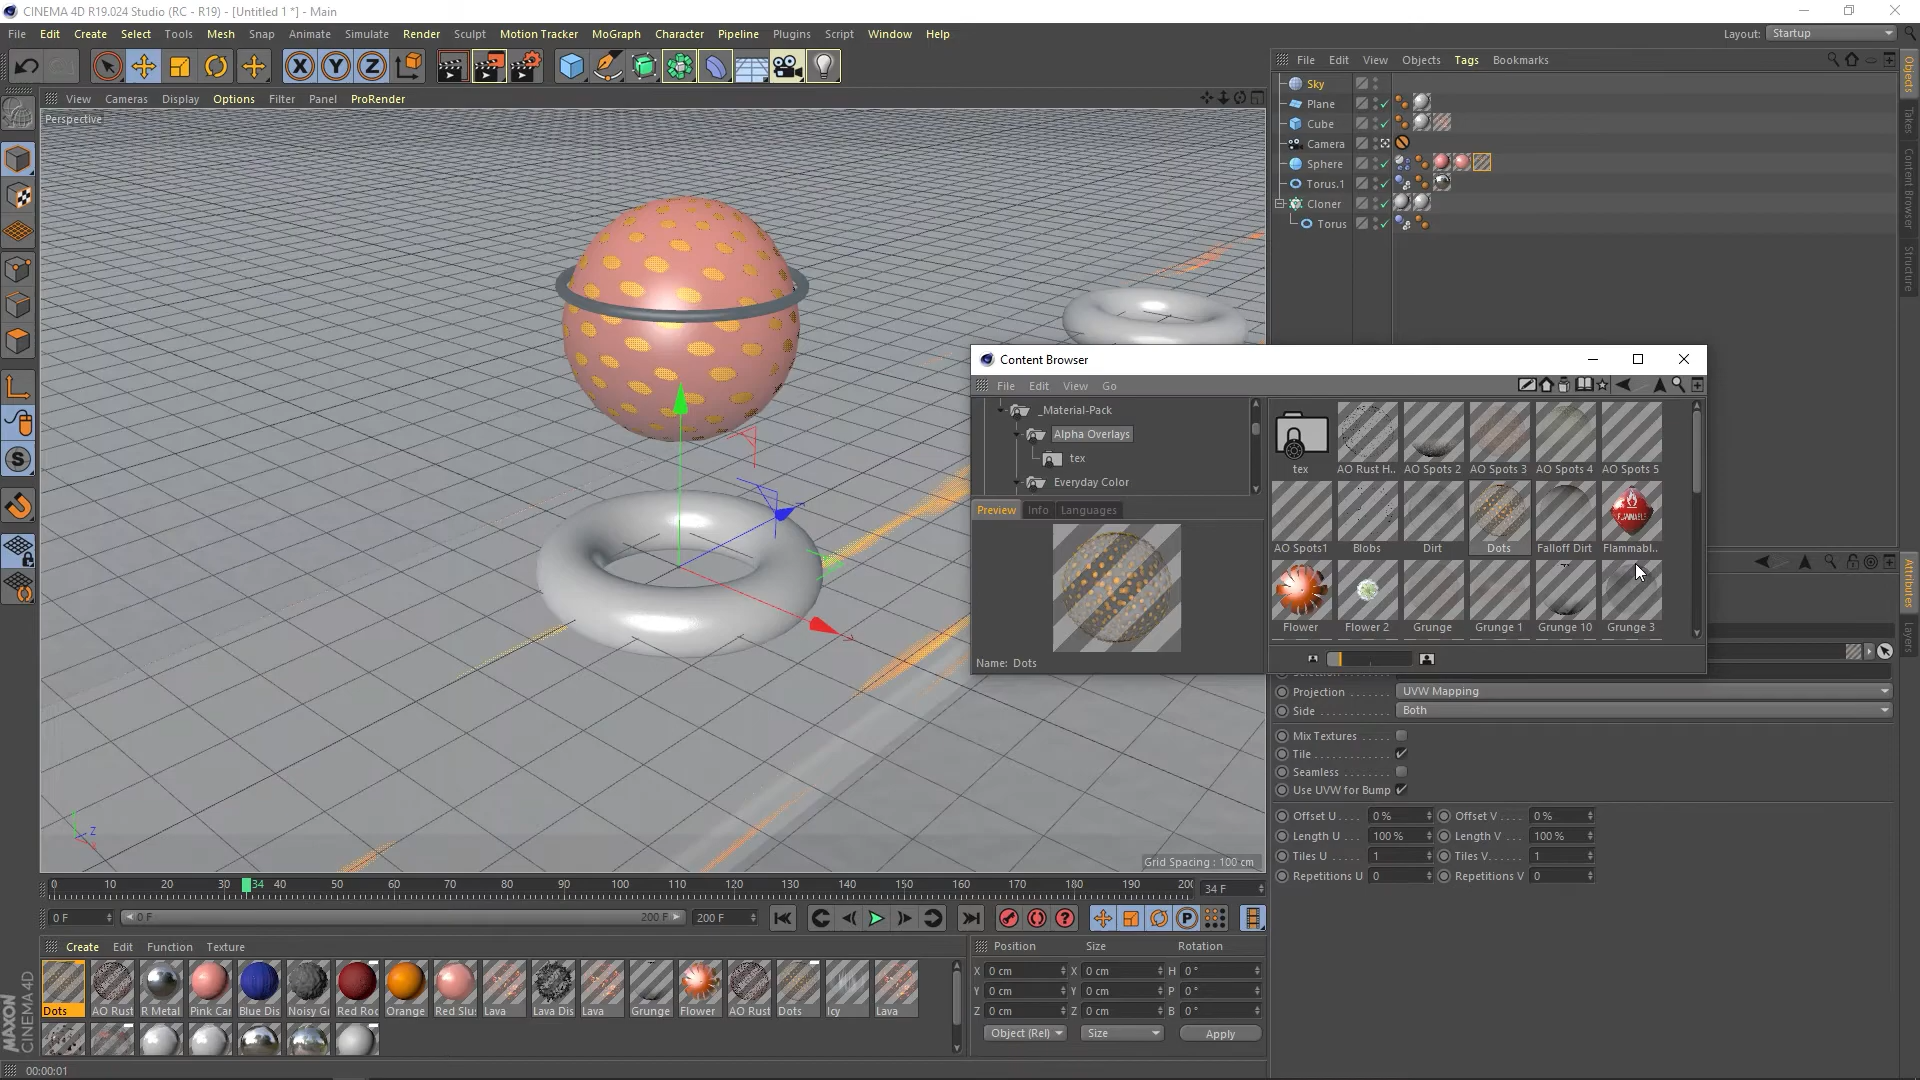 CINEMA 4D R19.024 Studio (RC - R19) - [Untitled 1 *] - Main
File Edit Create Select Tools Mesh Snap Animate Simulate Render Sculpt Motion Tracker MoGraph Character Pipeline Plugins Script Window Help
Layout: Startup
File Edit View Objects Tags Bookmarks
View Cameras Display Options Filter Panel ProRender
Perspective
Sky
Plane
Cube
Camera
Sphere
Torus.1
Cloner
Torus
Objects
Takes
Content Browser
Structure
Content Browser
File Edit View Go
_Material-Pack
Alpha Overlays
tex
Everyday Color
Preview Info Languages
Name: Dots
tex AO Rust H.. AO Spots 2 AO Spots 3 AO Spots 4 AO Spots 5
AO Spots1 Blobs Dirt Dots Falloff Dirt Flammabl..
Flower Flower 2 Grunge Grunge 1 Grunge 10 Grunge 3
Attributes
Layers
Projection UVW Mapping
Side Both
Mix Textures
Tile
Seamless
Use UVW for Bump
Offset U 0 % Offset V 0 %
Length U 100 % Length V 100 %
Tiles U 1 Tiles V 1
Repetitions U 0 Repetitions V 0
Grid Spacing : 100 cm
0 10 20 30 34 40 50 60 70 80 90 100 110 120 130 140 150 160 170 180 190 20
34 F
0 F 0 F 200 F 200 F
Create Edit Function Texture
Dots AO Rust R Metal Pink Car Blue Dis Noisy Gr Red Roc Orange Red Slus Lava Lava Dis Lava Grunge Flower AO Rust Dots Icy Lava
Position Size Rotation
X 0 cm X 0 cm H 0 °
Y 0 cm Y 0 cm P 0 °
Z 0 cm Z 0 cm B 0 °
Object (Rel) Size Apply
MAXON
CINEMA 4D
00:00:01